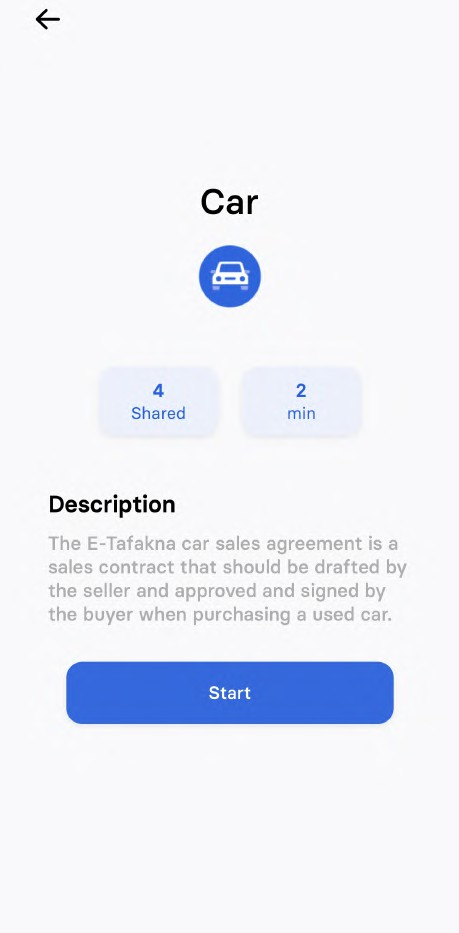 Car
4
Shared
2
min
Description
The E-Tafakna car sales agreement is a
sales contract that should be drafted by
the seller and approved and signed by
the buyer when purchasing a used car.
Start